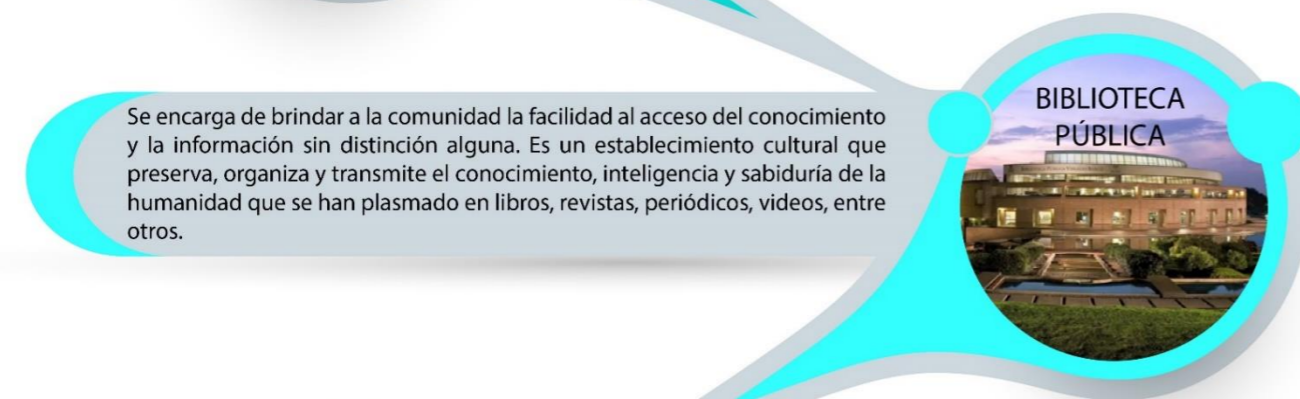 Se encarga de brindar a la comunidad la facilidad al acceso del conocimiento
y la información sin distinción alguna. Es un establecimiento cultural que
preserva, organiza y transmite el conocimiento, inteligencia y sabiduría de la
humanidad que se han plasmado en libros, revistas, periódicos, videos, entre
otros.
BIBLIOTECA
PÚBLICA